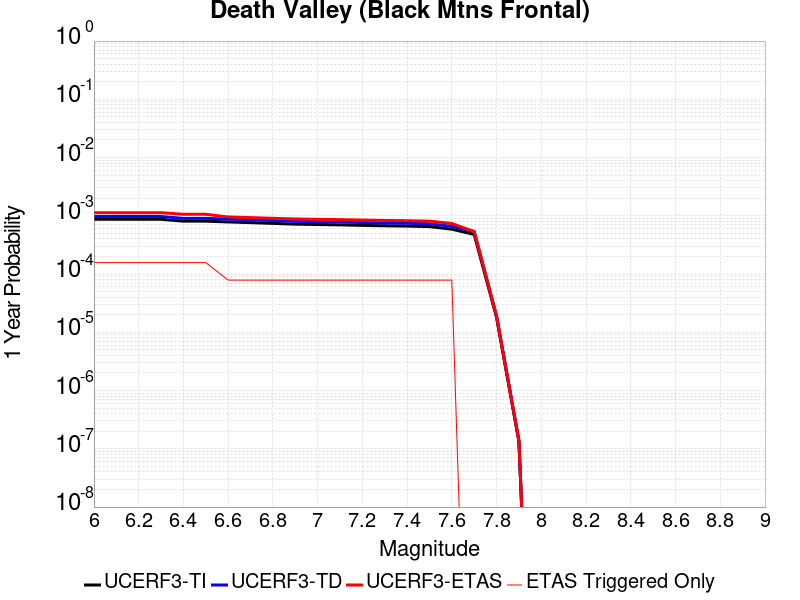 Death Valley (Black Mtns Frontal)
10 0
10-1
10-2
10-3
10-4
10-5
10-6
10-7
10-8
1 Year Probability
6 6.2 6.4 6.6 6.8 7 7.2 7.4 7.6 7.8 8 8.2 8.4 8.6 8.8 9
Magnitude
UCERF3-TI UCERF3-TD UCERF3-ETAS ETAS Triggered Only